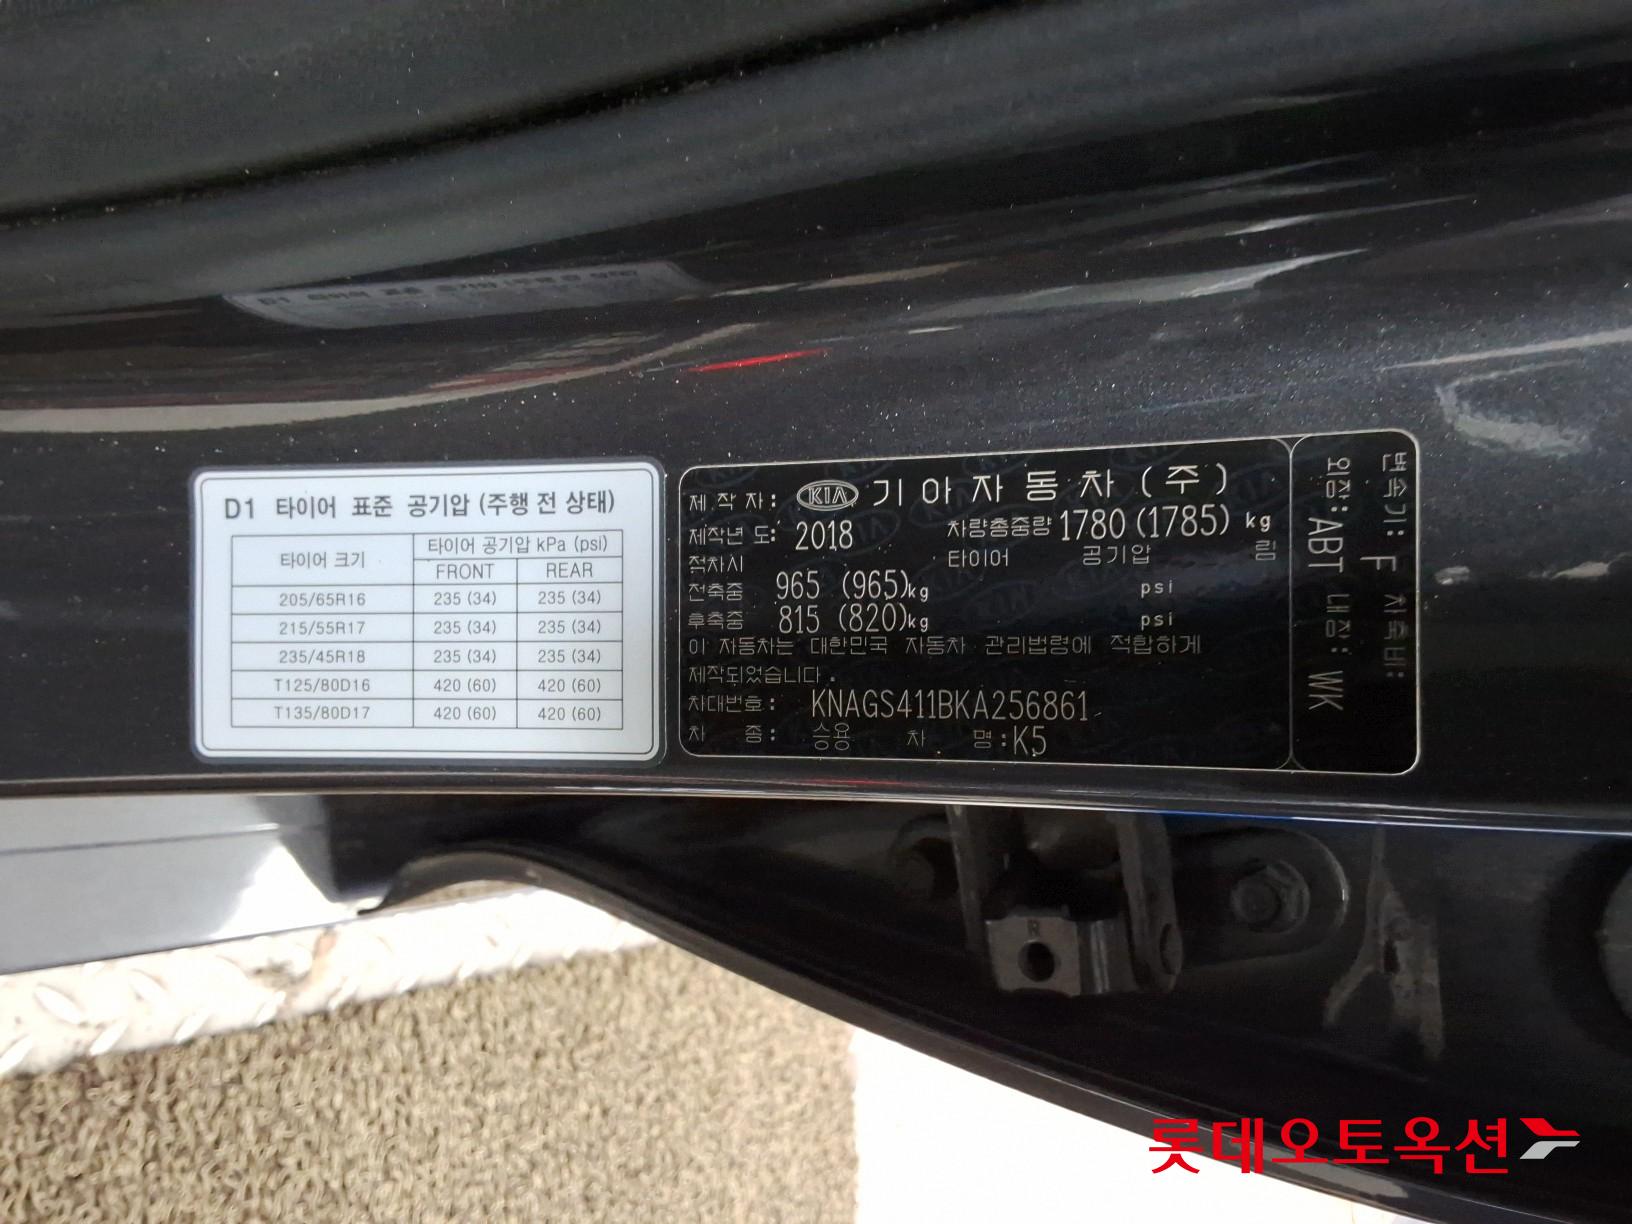 D1 타이어 표준 공기압 (주행 전 상태)
타이어 크기 타이어 공기압 kPa (psi)
FRONT REAR
205/65R16 235 (34) 235 (34)
215/55R17 235 (34) 235 (34)
235/45R18 235 (34) 235 (34)
T125/80D16 420 (60) 420 (60)
T135/80D17 420 (60) 420 (60)
제 작 자: KIA 기아자동차(주)
제작년도: 2018 차량총중량 1780 (1785) kg
적차시 타이어 공기압 림
전축중 965 (965)kg psi
후축중 815 (820)kg psi
이 자동차는 대한민국 자동차 관리법령에 적합하게
제작되었습니다.
차대번호: KNAGS411BKA256861
차 종: 승용 차 명: K5
변속기: F 차축비:
외장: ABT 내장: WK
롯데오토옥션